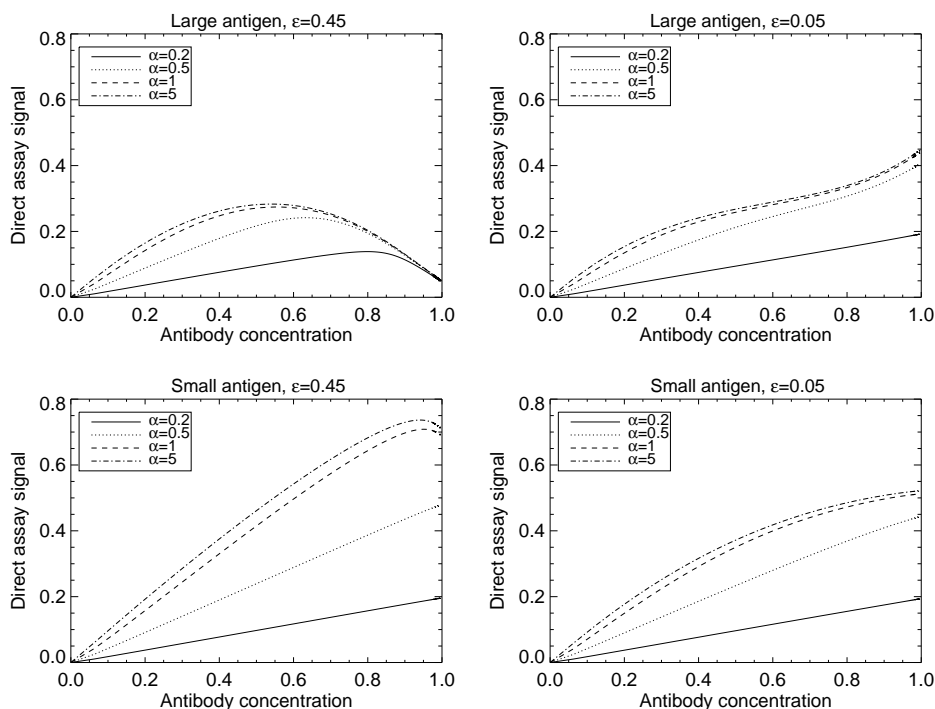 Large antigen, ε=0.45
0.8
0.6
0.4
0.2
0.0
Direct assay signal
α=0.2
α=0.5
α=1
α=5
0.0 0.2 0.4 0.6 0.8 1.0
Antibody concentration
Large antigen, ε=0.05
0.8
0.6
0.4
0.2
0.0
Direct assay signal
α=0.2
α=0.5
α=1
α=5
0.0 0.2 0.4 0.6 0.8 1.0
Antibody concentration
Small antigen, ε=0.45
0.8
0.6
0.4
0.2
0.0
Direct assay signal
α=0.2
α=0.5
α=1
α=5
0.0 0.2 0.4 0.6 0.8 1.0
Antibody concentration
Small antigen, ε=0.05
0.8
0.6
0.4
0.2
0.0
Direct assay signal
α=0.2
α=0.5
α=1
α=5
0.0 0.2 0.4 0.6 0.8 1.0
Antibody concentration